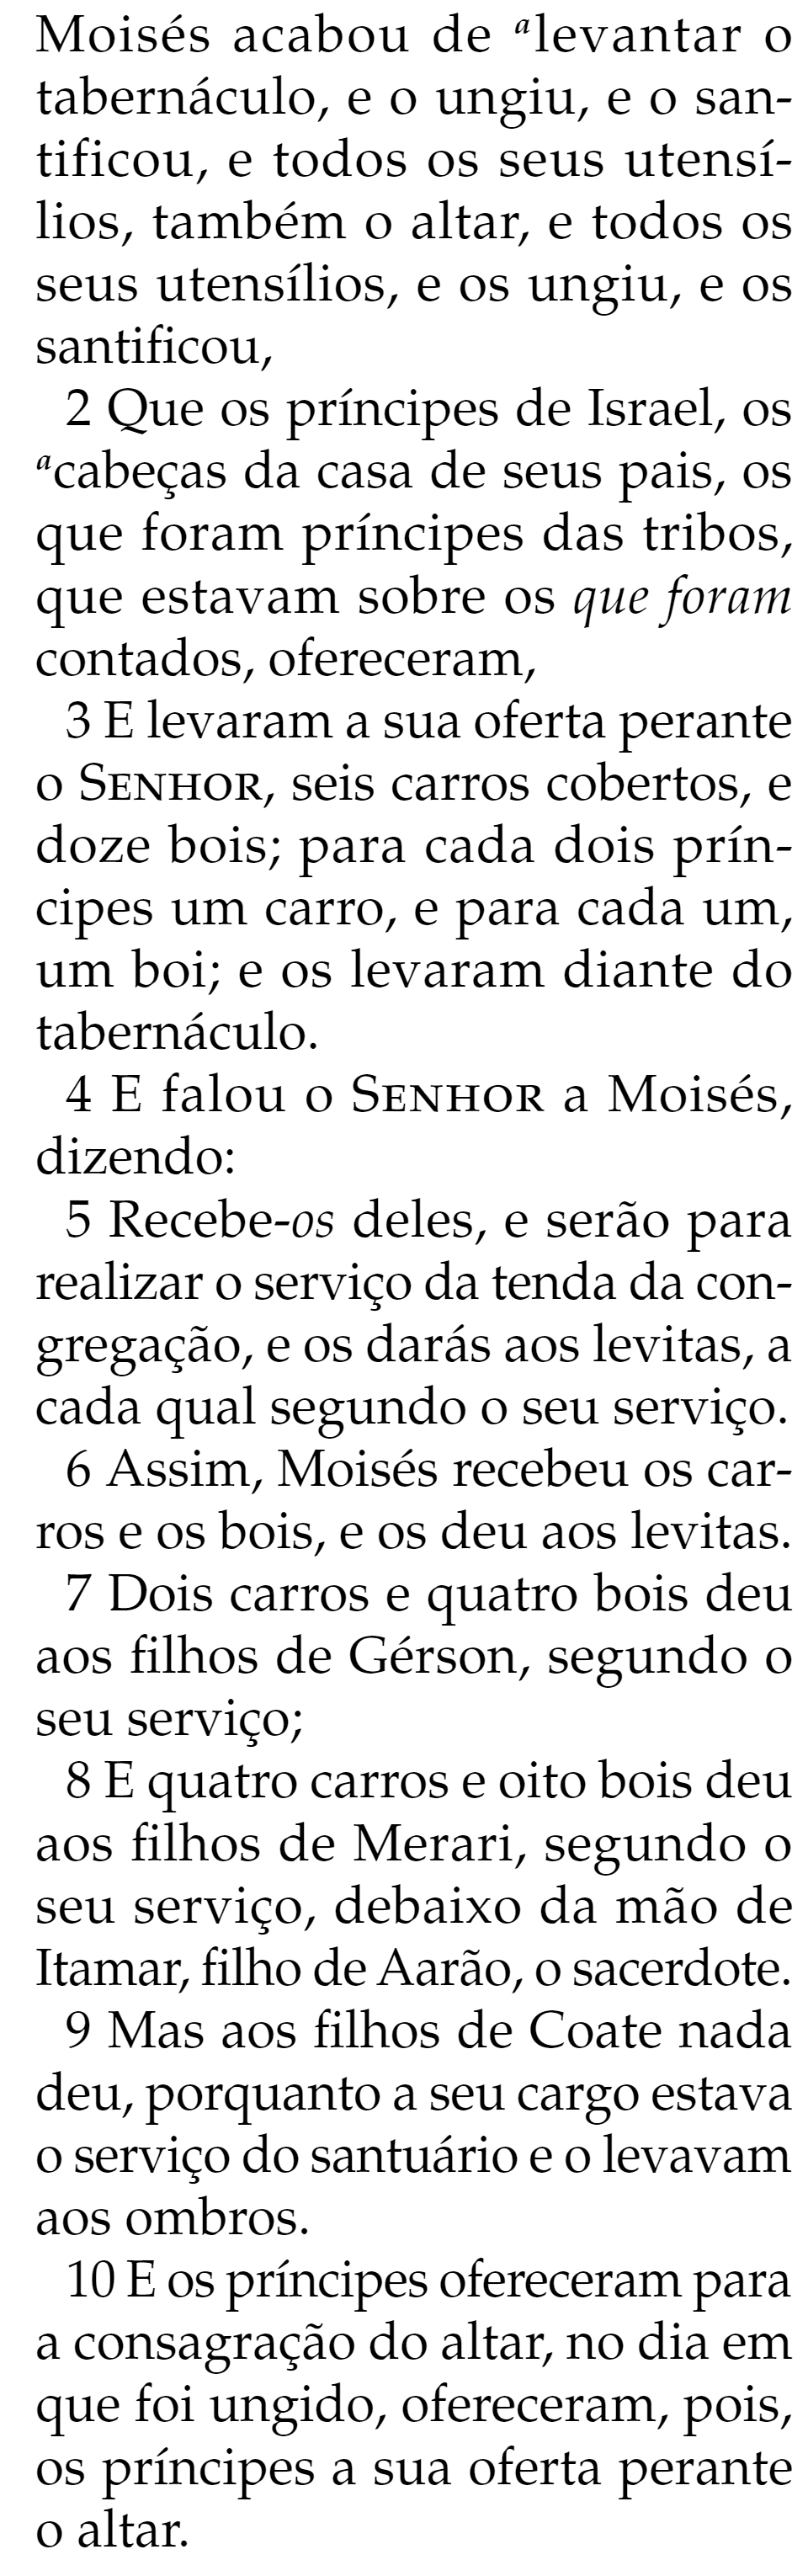 Moisés acabou de ᵃlevantar o
tabernáculo, e o ungiu, e o san-
tificou, e todos os seus utensí-
lios, também o altar, e todos os
seus utensílios, e os ungiu, e os
santificou,
2 Que os príncipes de Israel, os
ᵃcabeças da casa de seus pais, os
que foram príncipes das tribos,
que estavam sobre os que foram
contados, ofereceram,
3 E levaram a sua oferta perante
o SENHOR, seis carros cobertos, e
doze bois; para cada dois prín-
cipes um carro, e para cada um,
um boi; e os levaram diante do
tabernáculo.
4 E falou o SENHOR a Moisés,
dizendo:
5 Recebe-os deles, e serão para
realizar o serviço da tenda da con-
gregação, e os darás aos levitas, a
cada qual segundo o seu serviço.
6 Assim, Moisés recebeu os car-
ros e os bois, e os deu aos levitas.
7 Dois carros e quatro bois deu
aos filhos de Gérson, segundo o
seu serviço;
8 E quatro carros e oito bois deu
aos filhos de Merari, segundo o
seu serviço, debaixo da mão de
Itamar, filho de Aarão, o sacerdote.
9 Mas aos filhos de Coate nada
deu, porquanto a seu cargo estava
o serviço do santuário e o levavam
aos ombros.
10 E os príncipes ofereceram para
a consagração do altar, no dia em
que foi ungido, ofereceram, pois,
os príncipes a sua oferta perante
o altar.